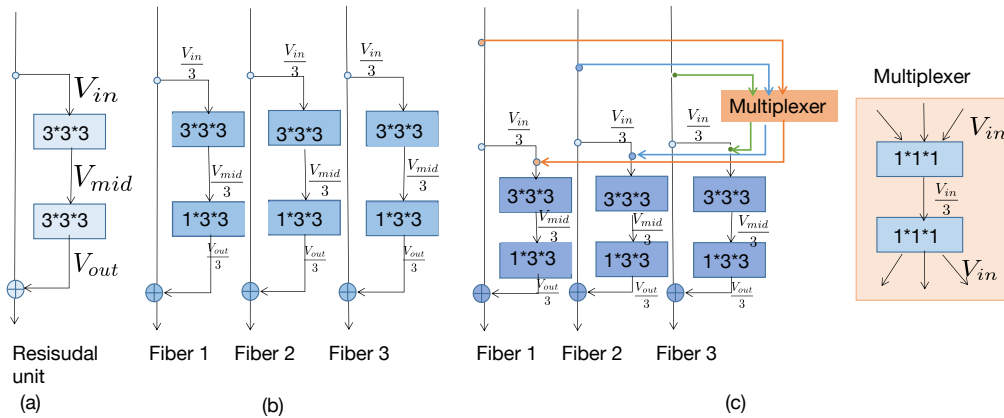 V_in
3*3*3
V_mid
3*3*3
V_out
Resisudal
unit
(a)
V_in/3 V_in/3 V_in/3
3*3*3 3*3*3 3*3*3
V_mid/3 V_mid/3 V_mid/3
1*3*3 1*3*3 1*3*3
V_out/3 V_out/3 V_out/3
Fiber 1 Fiber 2 Fiber 3
(b)
Multiplexer
V_in/3 V_in/3 V_in/3
3*3*3 3*3*3 3*3*3
V_mid/3 V_mid/3 V_mid/3
1*3*3 1*3*3 1*3*3
V_out/3 V_out/3 V_out/3
Fiber 1 Fiber 2 Fiber 3
(c)
Multiplexer
V_in
1*1*1
V_in/3
1*1*1
V_in